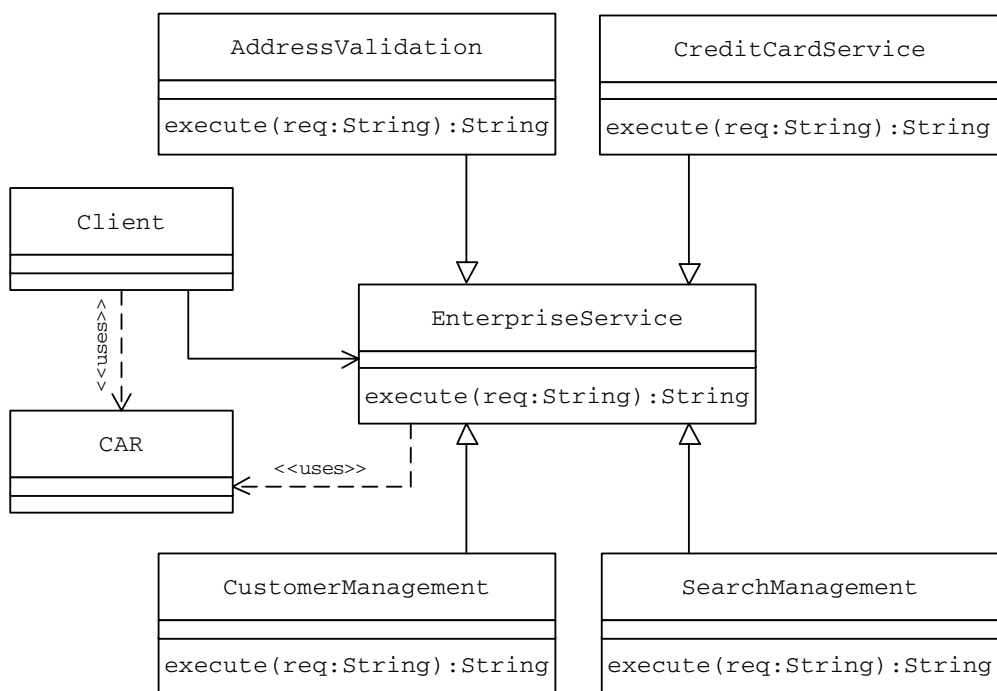 AddressValidation
execute(req:String):String
CreditCardService
execute(req:String):String
Client
<<uses>>
EnterpriseService
execute(req:String):String
CAR
<<uses>>
CustomerManagement
execute(req:String):String
SearchManagement
execute(req:String):String